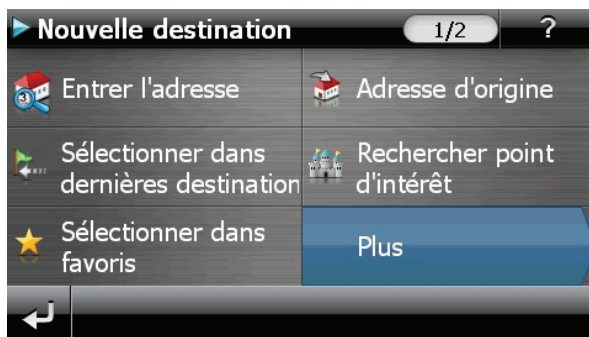 Nouvelle destination
1/2
?
Entrer l'adresse
Adresse d'origine
Sélectionner dans
dernières destination
Rechercher point
d'intérêt
Sélectionner dans
favoris
Plus